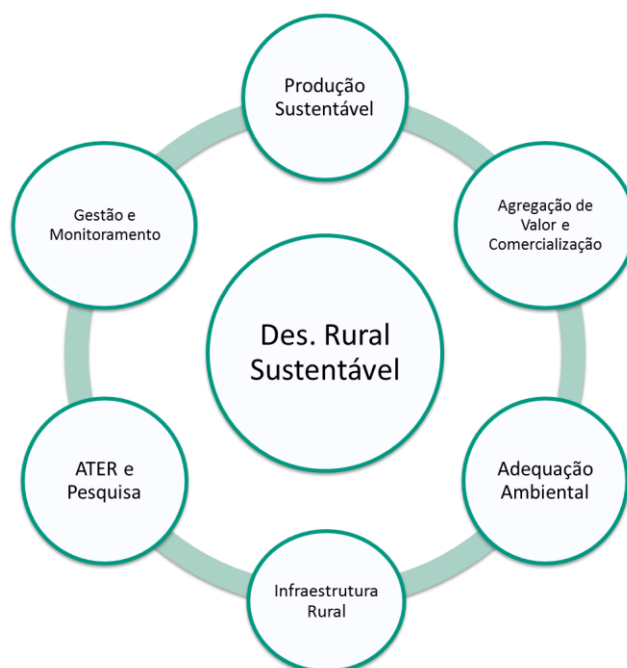 Produção
Sustentável
Agregação de
Valor e
Comercialização
Adequação
Ambiental
Infraestrutura
Rural
ATER e
Pesquisa
Gestão e
Monitoramento
Des. Rural
Sustentável